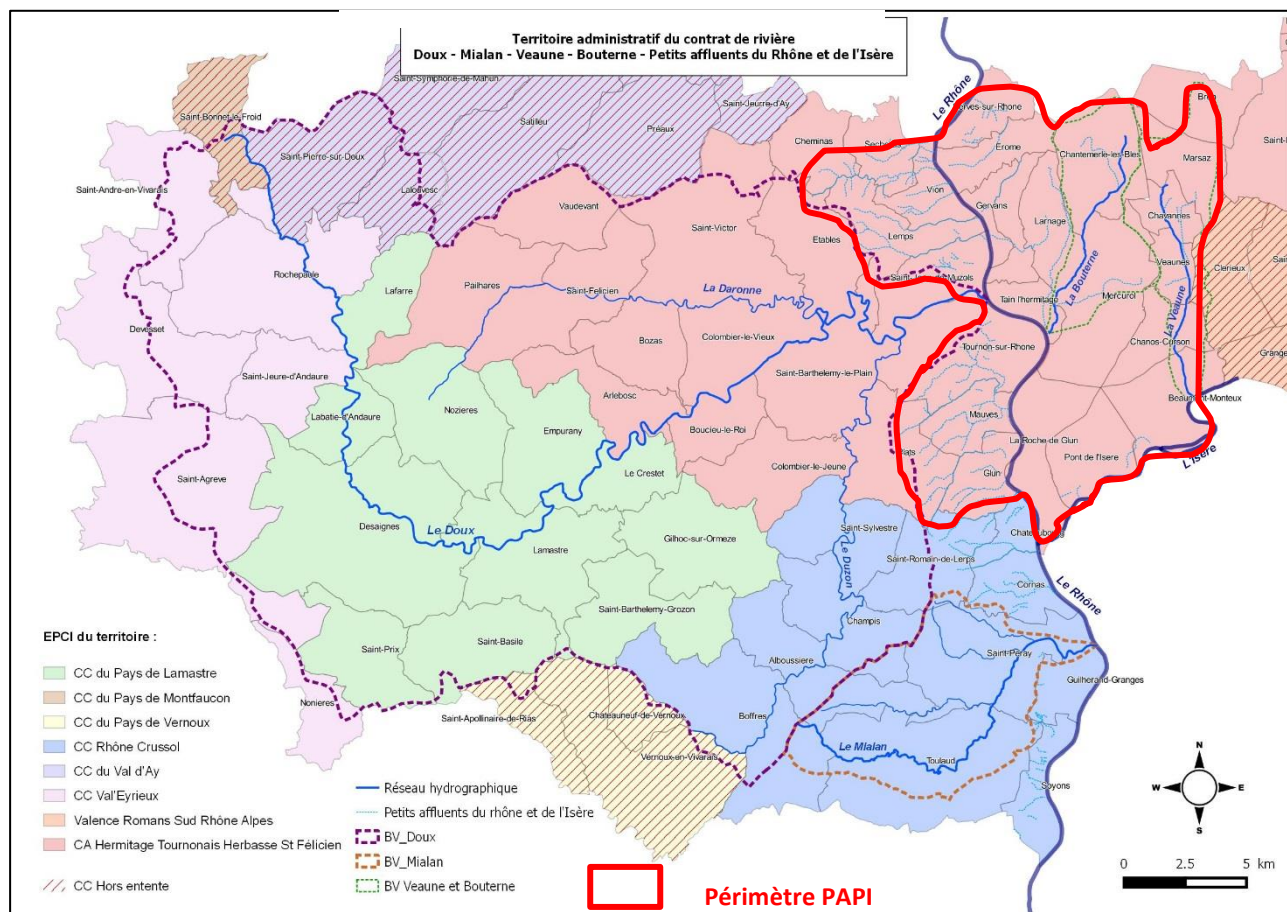 Territoire administratif du contrat de rivière
Doux - Mialan - Veaune - Bouterne - Petits affluents du Rhône et de l'Isère
Saint-Symphorien-de-Mahun
Saint-Jeurre-d'Ay
Le Rhône
Serves-sur-Rhone
Saint-Bonnet-le-Froid
Satilleu
Préaux
Cheminas
Erome
Chantemerle-les-Bles
Marsaz
Saint-Pierre-sur-Doux
Saint-Andre-en-Vivarais
Lalouvesc
Vion
Vaudevant
Gervans
Larnage
Chavannes
Saint-Victor
Etables
Lemps
Veaunes
Clerieux
Rochepaule
Lafarre
Pailhares
Saint-Felicien
La Daronne
Tain l'hermitage
La Bouterne
Mercurol
La Veaune
Devesset
Bozas
Colombier-le-Vieux
Tournon-sur-Rhone
Chanos-Curson
Saint-Jeure-d'Andaure
Saint-Barthelemy-le-Plain
Labatie-d'Andaure
Nozieres
Arlebosc
Beaumont-Monteux
Empurany
Boucieu-le-Roi
Mauves
La Roche de Glun
Pont de l'Isere
L'Isère
Le Crestet
Colombier-le-Jeune
Plats
Glun
Saint-Agreve
Desaignes
Le Doux
Lamastre
Gilhoc-sur-Ormeze
Saint-Sylvestre
Le Duzon
Chateaubourg
Saint-Romain-de-Lerps
Cornas
Le Rhône
Saint-Barthelemy-Grozon
Champis
Saint-Prix
Saint-Basile
Alboussiere
Saint-Peray
Guilherand-Granges
Nonieres
Saint-Apollinaire-de-Rias
Chateauneuf-de-Vernoux
Boffres
Vernoux-en-Vivarais
Le Mialan
Toulaud
Soyons
EPCI du territoire :
CC du Pays de Lamastre
CC du Pays de Montfaucon
CC du Pays de Vernoux
CC Rhône Crussol
CC du Val d'Ay
CC Val'Eyrieux
Valence Romans Sud Rhône Alpes
CA Hermitage Tournonais Herbasse St Félicien
CC Hors entente
Réseau hydrographique
Petits affluents du rhône et de l'Isère
BV_Doux
BV_Mialan
BV Veaune et Bouterne
Périmètre PAPI
N
W E
S
0 2.5 5 km